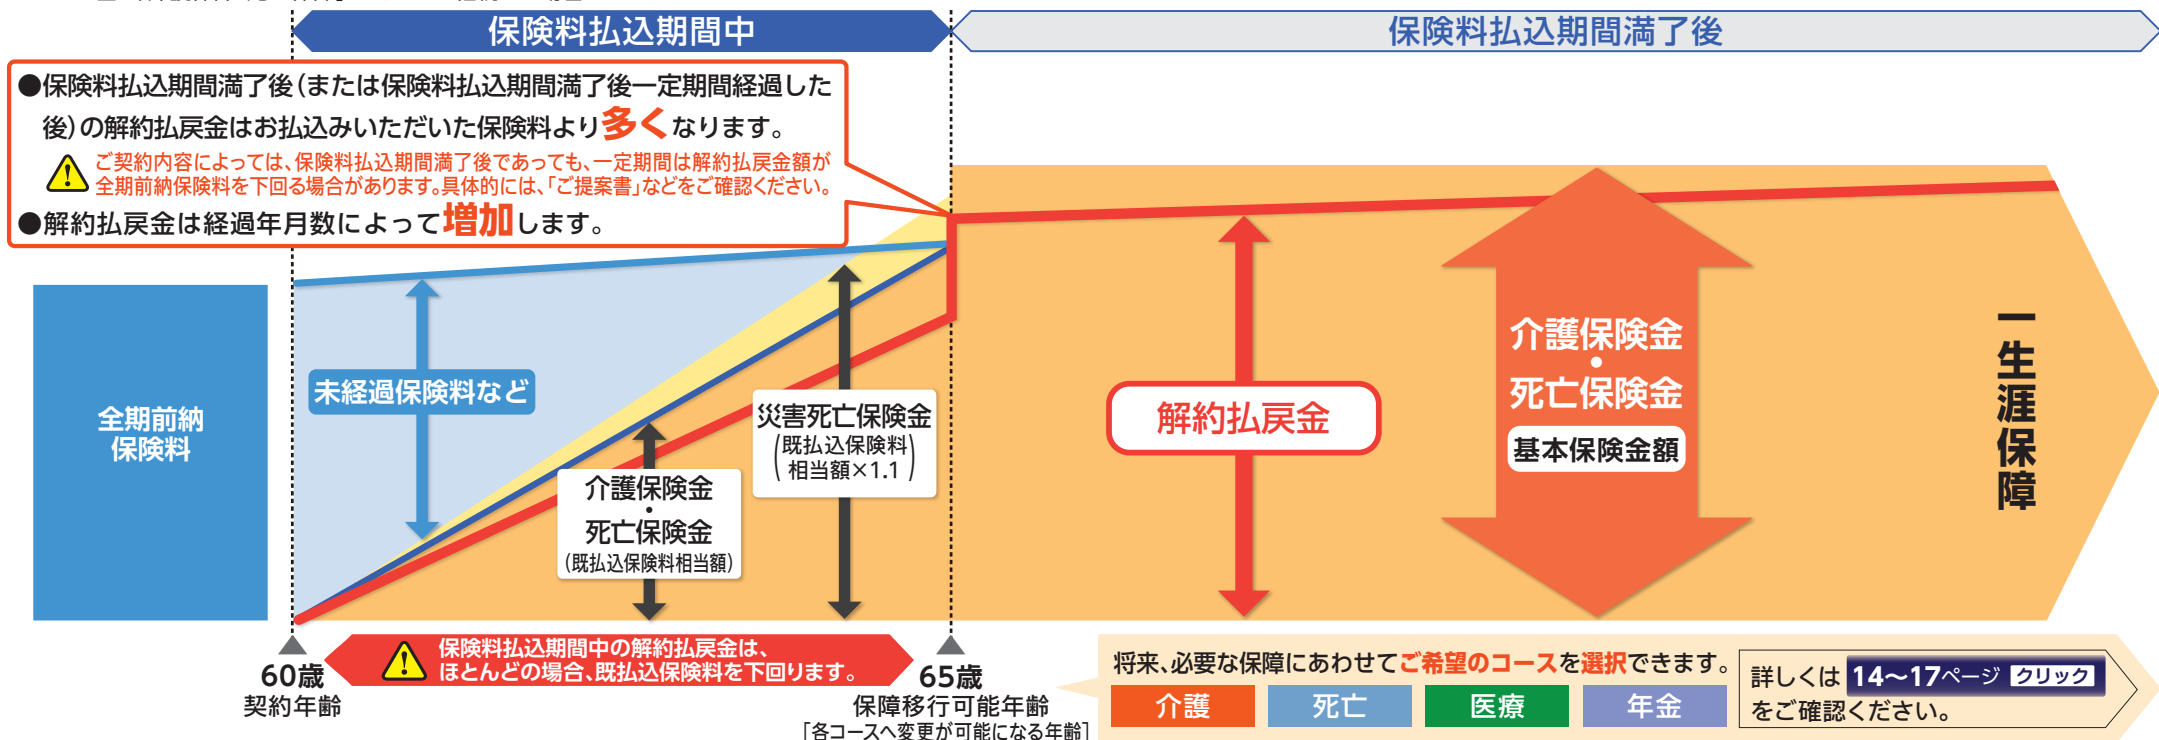 保険料払込期間中
保険料払込期間満了後
●保険料払込期間満了後(または保険料払込期間満了後一定期間経過した
後)の解約払戻金はお払込みいただいた保険料より多くなります。
ご契約内容によっては、保険料払込期間満了後であっても、一定期間は解約払戻金額が
全期前納保険料を下回る場合があります。具体的には、「ご提案書」などをご確認ください。
●解約払戻金は経過年月数によって増加します。
全期前納
保険料
未経過保険料など
介護保険金
・
死亡保険金
(既払込保険料相当額)
災害死亡保険金
(既払込保険料
相当額×1.1)
解約払戻金
介護保険金
・
死亡保険金
基本保険金額
一生涯保障
60歳
契約年齢
保険料払込期間中の解約払戻金は、
ほとんどの場合、既払込保険料を下回ります。
65歳
保障移行可能年齢
[各コースへ変更が可能になる年齢]
将来、必要な保障にあわせてご希望のコースを選択できます。
介護
死亡
医療
年金
詳しくは 14〜17ページ クリック
をご確認ください。